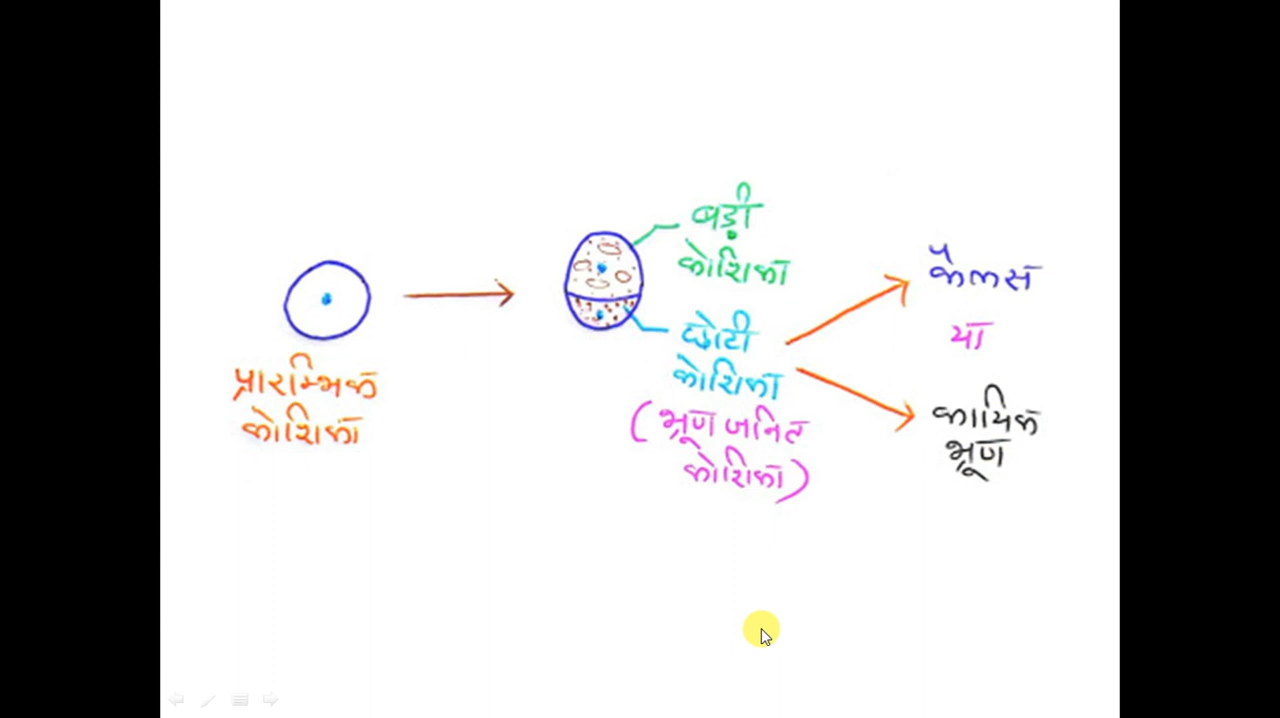 प्रारम्भिक
कोशिका
बड़ी
कोशिका
छोटी
कोशिका
(भ्रूण जनित
कोशिका)
कैलस
या
कायिक
भ्रूण